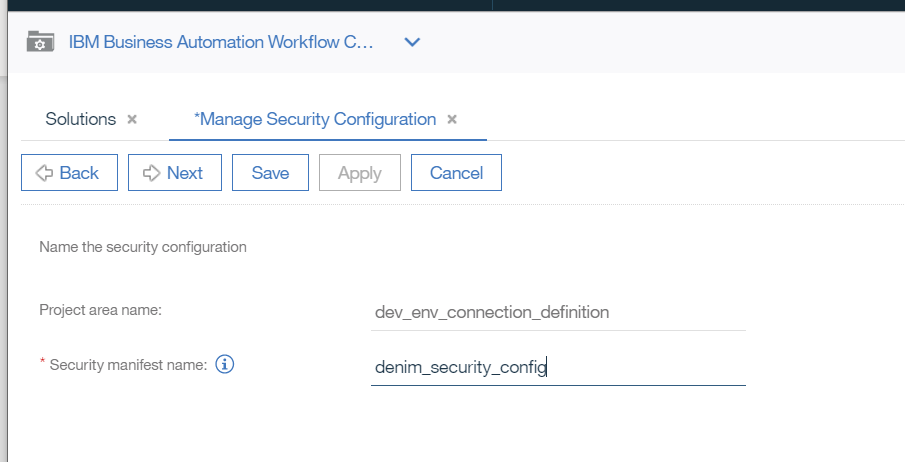 IBM Business Automation Workflow C...
Solutions
*Manage Security Configuration
Back Next Save Apply Cancel
Name the security configuration
Project area name: dev_env_connection_definition
* Security manifest name: denim_security_config